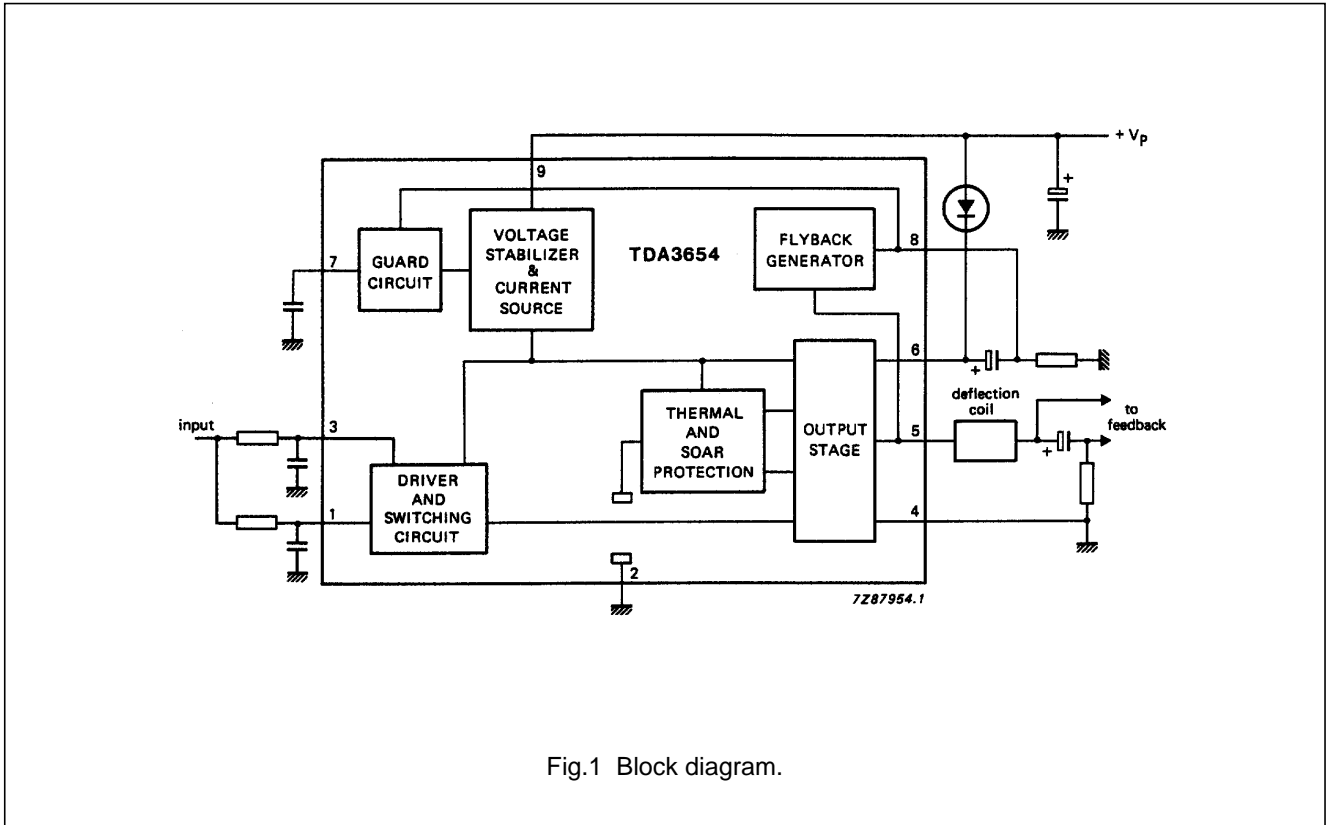 + VP
9
VOLTAGE
STABILIZER
&
CURRENT
SOURCE
FLYBACK
GENERATOR
TDA3654
8
7
GUARD
CIRCUIT
+
6
+
THERMAL
AND
SOAR
PROTECTION
OUTPUT
STAGE
deflection
coil
to
feedback
5
+
input
3
DRIVER
AND
SWITCHING
CIRCUIT
1
4
2
7Z87954.1
Fig.1 Block diagram.